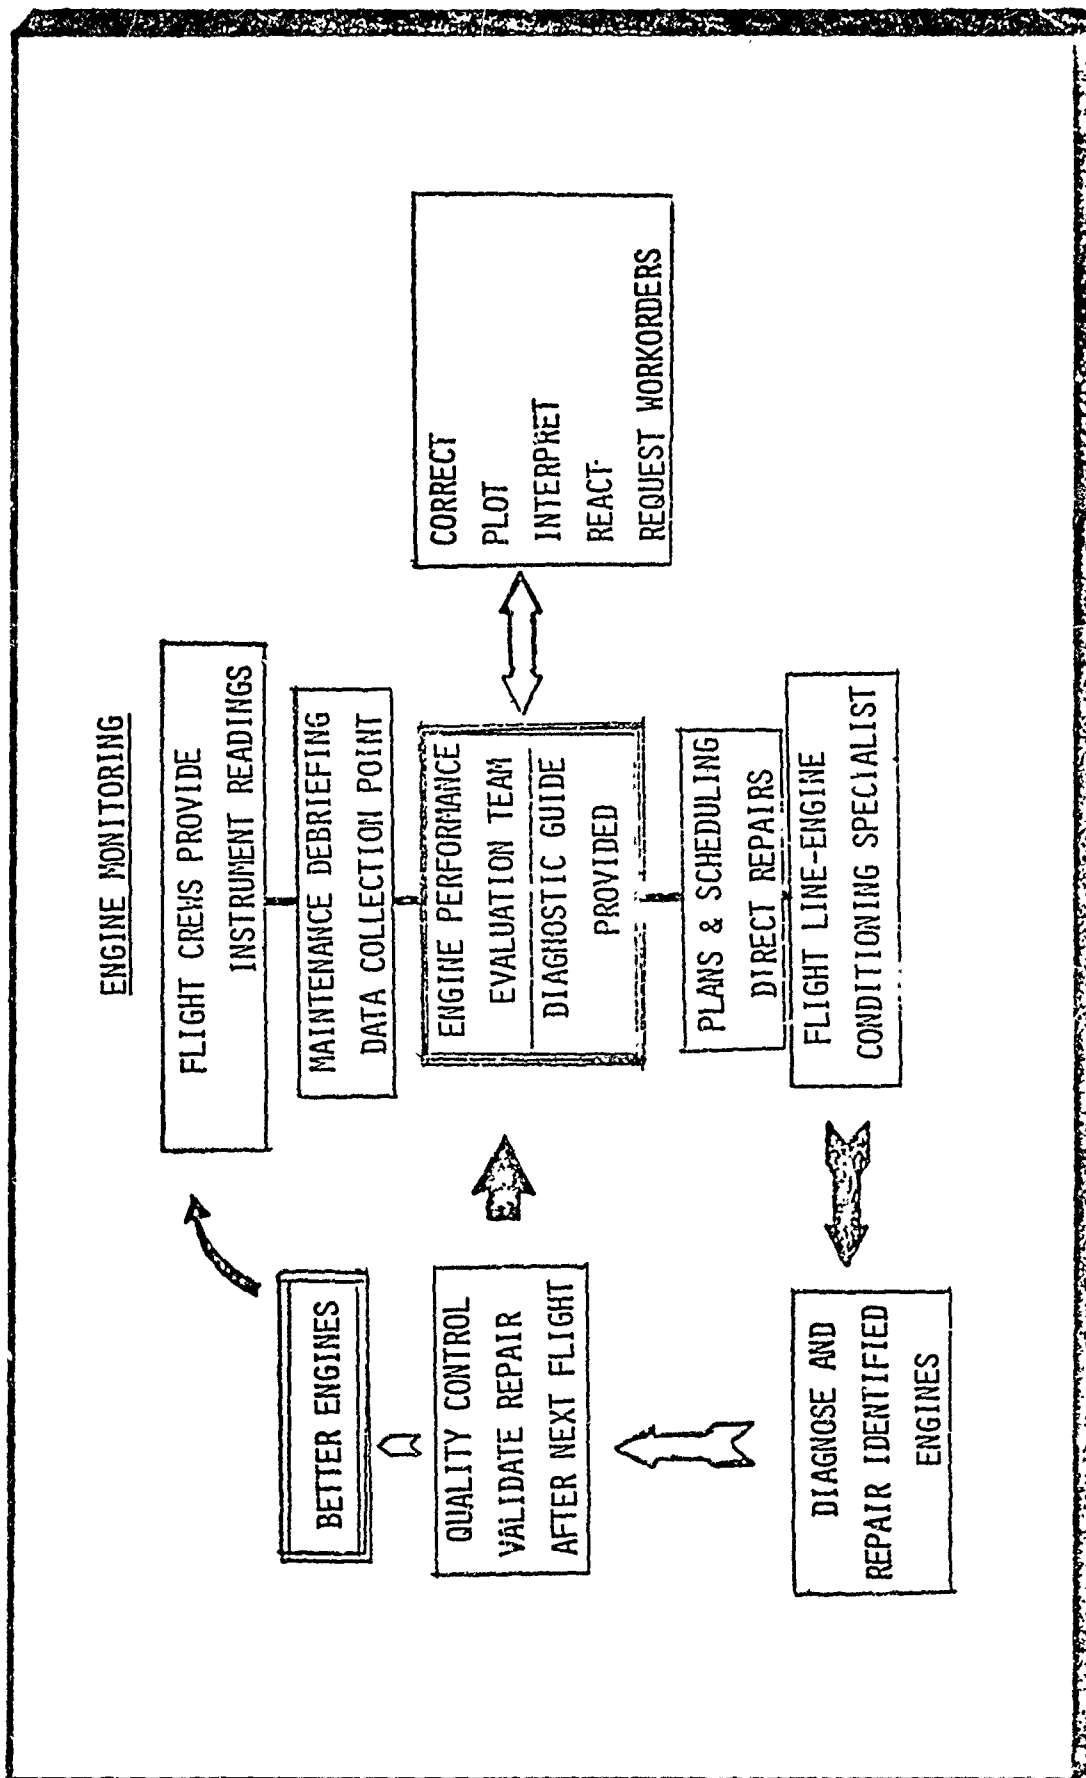 ENGINE MONITORING
FLIGHT CREWS PROVIDE
INSTRUMENT READINGS
MAINTENANCE DEBRIEFING
DATA COLLECTION POINT
ENGINE PERFORMANCE
EVALUATION TEAM
DIAGNOSTIC GUIDE
PROVIDED
CORRECT
PLOT
INTERPRET
REACT
REQUEST WORKORDERS
PLANS & SCHEDULING
DIRECT REPAIRS
FLIGHT LINE-ENGINE
CONDITIONING SPECIALIST
DIAGNOSE AND
REPAIR IDENTIFIED
ENGINES
QUALITY CONTROL
VALIDATE REPAIR
AFTER NEXT FLIGHT
BETTER ENGINES